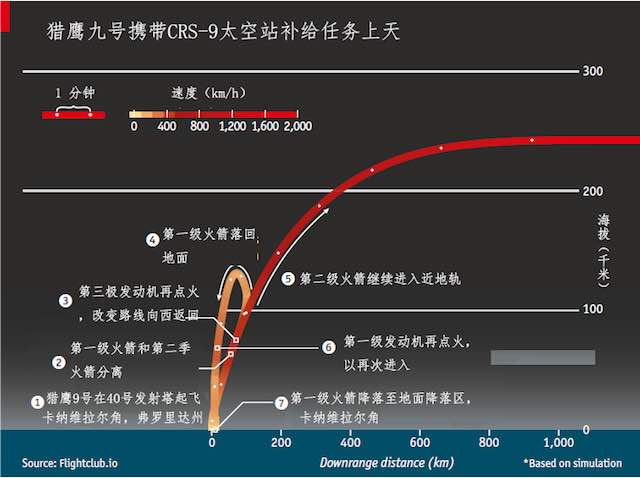 猎鹰九号携带CRS-9太空站补给任务上天
300
1 分钟
速度（km/h）
0 400 800 1,200 1,600 2,000
200
海拔（千米）
4 第一级火箭落回
地面
5 第二级火箭继续进入近地轨
3 第三极发动机再点火
，改变路线向西返回
100
2 第一级火箭和第二季
火箭分离
6 第一级发动机再点火，
以再次进入
1 猎鹰9号在40号发射塔起飞
卡纳维拉尔角，弗罗里达州
7 第一级火箭降落至地面降落区，
卡纳维拉尔角
0
0 200 400 600 800 1,000
Source: Flightclub.io
Downrange distance (km)
*Based on simulation